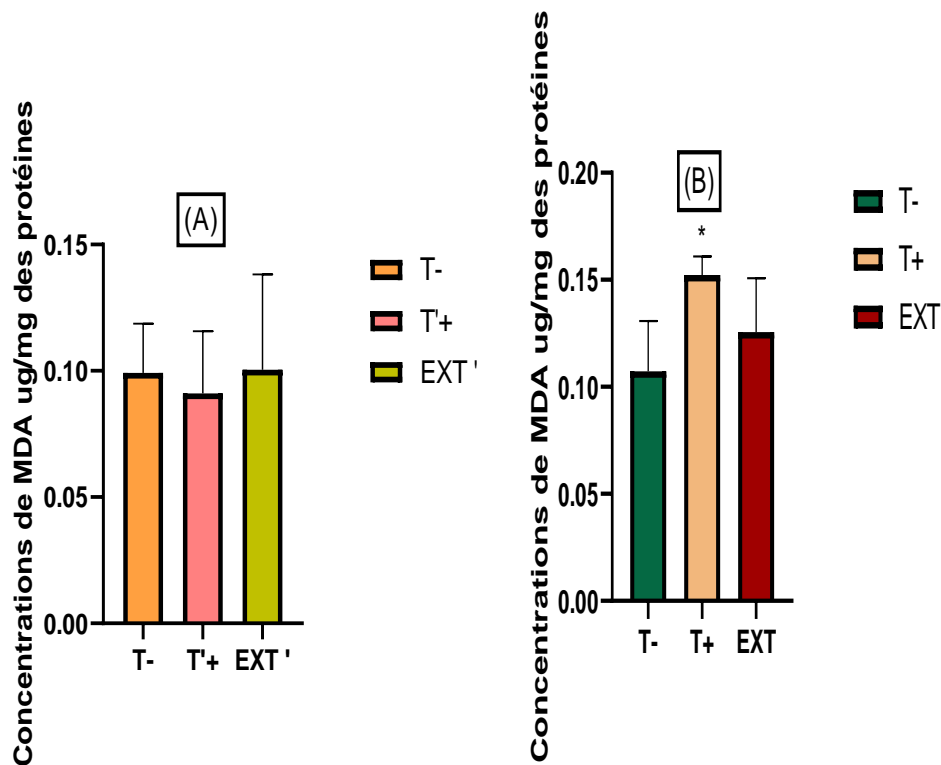 Concentrations de MDA ug/mg des protéines
(A)
0.15
0.10
0.05
0.00
T-
T'+
EXT '
T-
T'+
EXT '
Concentrations de MDA ug/mg des protéines
(B)
*
0.20
0.15
0.10
0.05
0.00
T-
T+
EXT
T-
T+
EXT